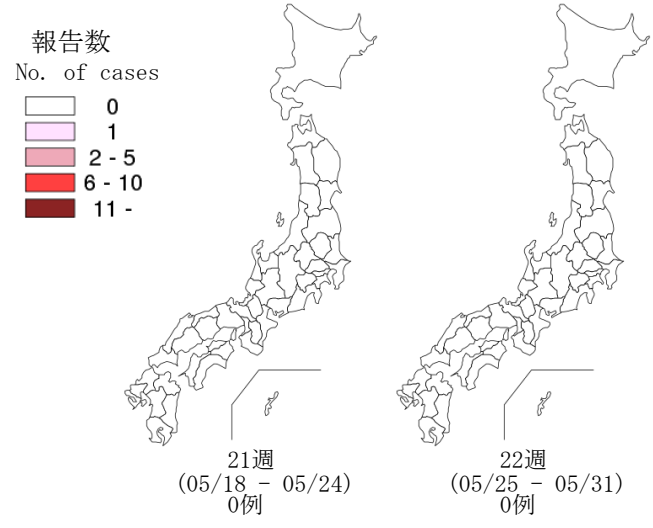 報告数
No. of cases
0
1
2 - 5
6 - 10
11 -
21週
(05/18 - 05/24)
0例
22週
(05/25 - 05/31)
0例